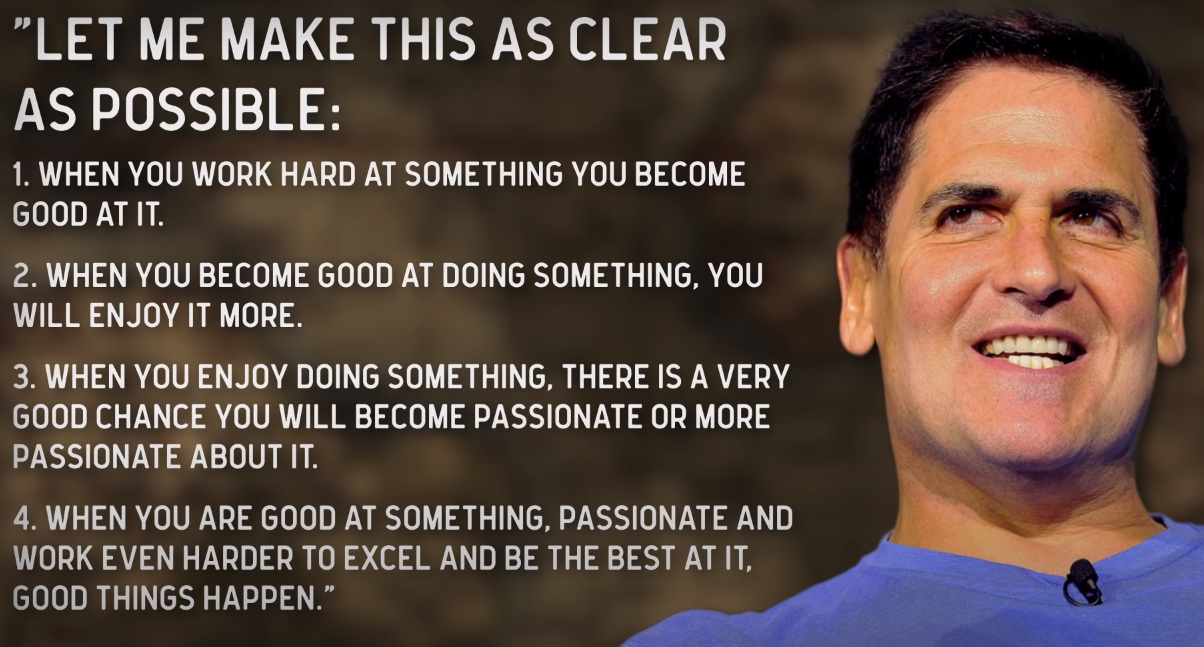 "LET ME MAKE THIS AS CLEAR
AS POSSIBLE:
1. WHEN YOU WORK HARD AT SOMETHING YOU BECOME
GOOD AT IT.
2. WHEN YOU BECOME GOOD AT DOING SOMETHING, YOU
WILL ENJOY IT MORE.
3. WHEN YOU ENJOY DOING SOMETHING, THERE IS A VERY
GOOD CHANCE YOU WILL BECOME PASSIONATE OR MORE
PASSIONATE ABOUT IT.
4. WHEN YOU ARE GOOD AT SOMETHING, PASSIONATE AND
WORK EVEN HARDER TO EXCEL AND BE THE BEST AT IT,
GOOD THINGS HAPPEN."